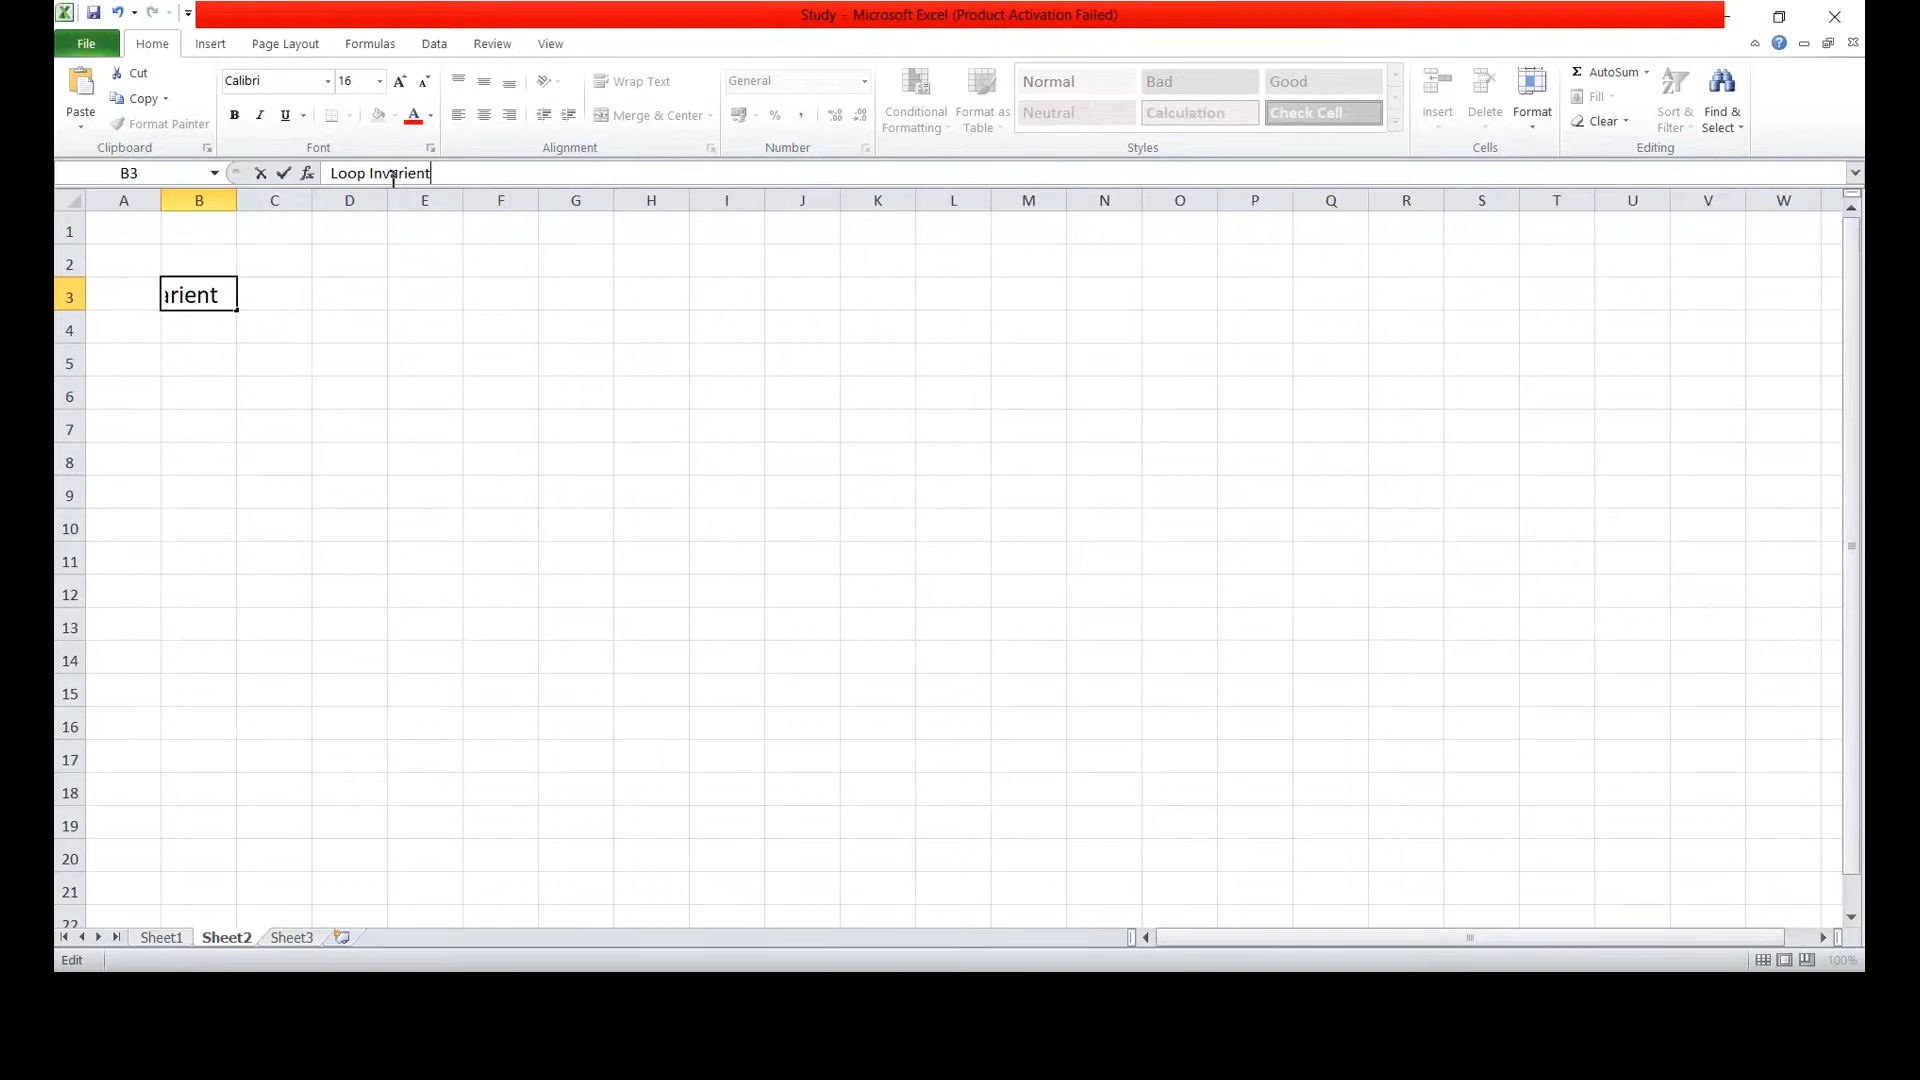 Study - Microsoft Excel (Product Activation Failed)
File Home Insert Page Layout Formulas Data Review View
Cut
Copy
Format Painter
Paste
Clipboard
Calibri 16
B I U A
Font
Wrap Text
Merge & Center
Alignment
General
% ,
Number
Conditional Formatting
Format as Table
Normal Bad Good
Neutral Calculation Check Cell
Styles
Insert Delete Format
Cells
Σ AutoSum
Fill
Clear
Sort & Filter
Find & Select
Editing
B3 fx Loop Invarient
A B C D E F G H I J K L M N O P Q R S T U V W
1
2
3 arient
4
5
6
7
8
9
10
11
12
13
14
15
16
17
18
19
20
21
22
Sheet1 Sheet2 Sheet3
Edit 100%